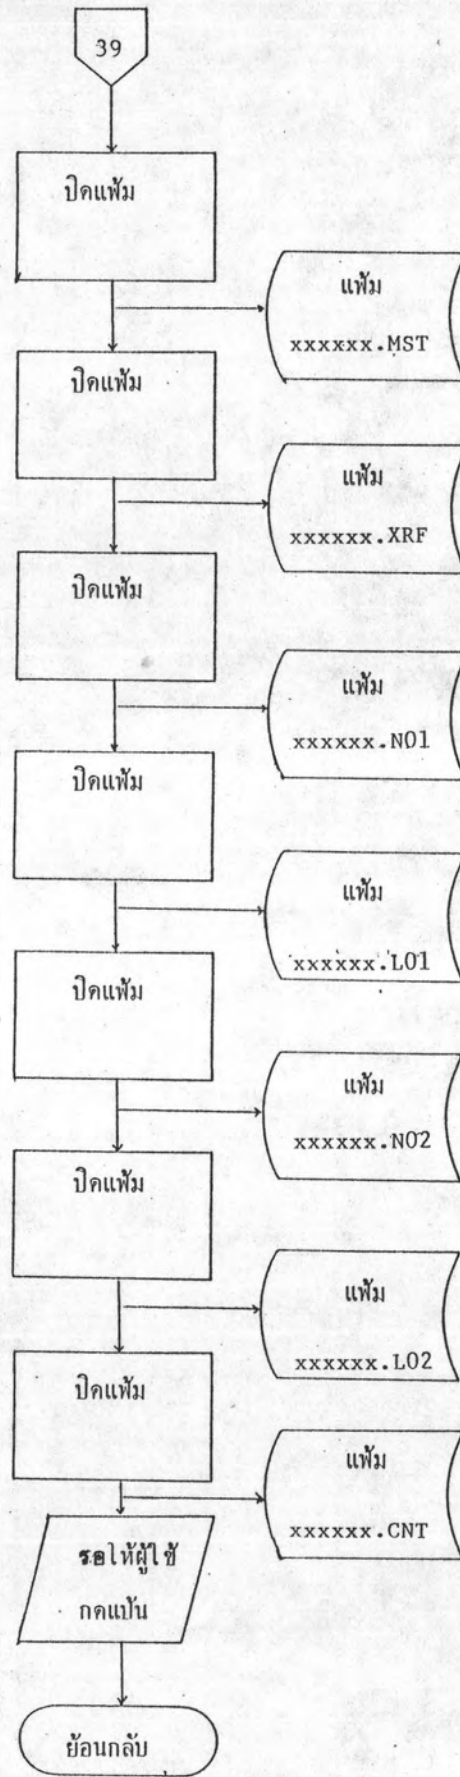 39
ปิดแฟ้ม
แฟ้ม
xxxxxx.MST
ปิดแฟ้ม
แฟ้ม
xxxxxx.XRF
ปิดแฟ้ม
แฟ้ม
xxxxxx.N01
ปิดแฟ้ม
แฟ้ม
xxxxxx.L01
ปิดแฟ้ม
แฟ้ม
xxxxxx.N02
ปิดแฟ้ม
แฟ้ม
xxxxxx.L02
ปิดแฟ้ม
แฟ้ม
xxxxxx.CNT
รอให้ผู้ใช้
กดแป้น
ย้อนกลับ